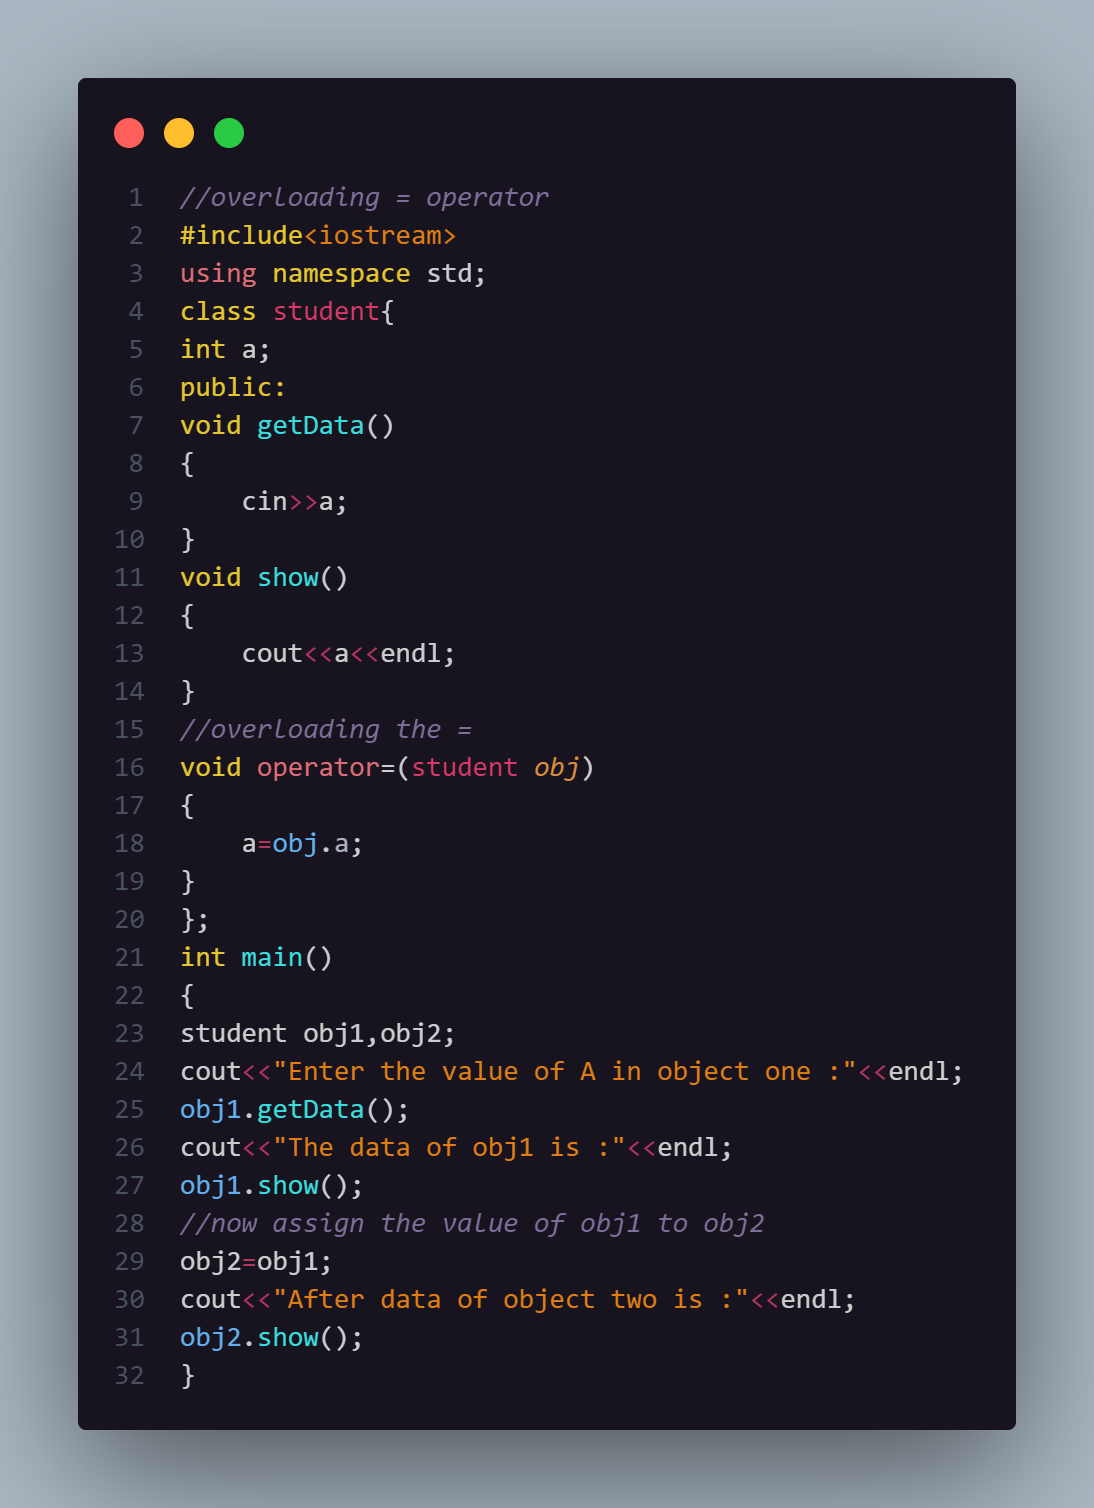 1 //overloading = operator
2 #include<iostream>
3 using namespace std;
4 class student{
5 int a;
6 public:
7 void getData()
8 {
9     cin>>a;
10 }
11 void show()
12 {
13     cout<<a<<endl;
14 }
15 //overloading the =
16 void operator=(student obj)
17 {
18     a=obj.a;
19 }
20 };
21 int main()
22 {
23 student obj1,obj2;
24 cout<<"Enter the value of A in object one :"<<endl;
25 obj1.getData();
26 cout<<"The data of obj1 is :"<<endl;
27 obj1.show();
28 //now assign the value of obj1 to obj2
29 obj2=obj1;
30 cout<<"After data of object two is :"<<endl;
31 obj2.show();
32 }